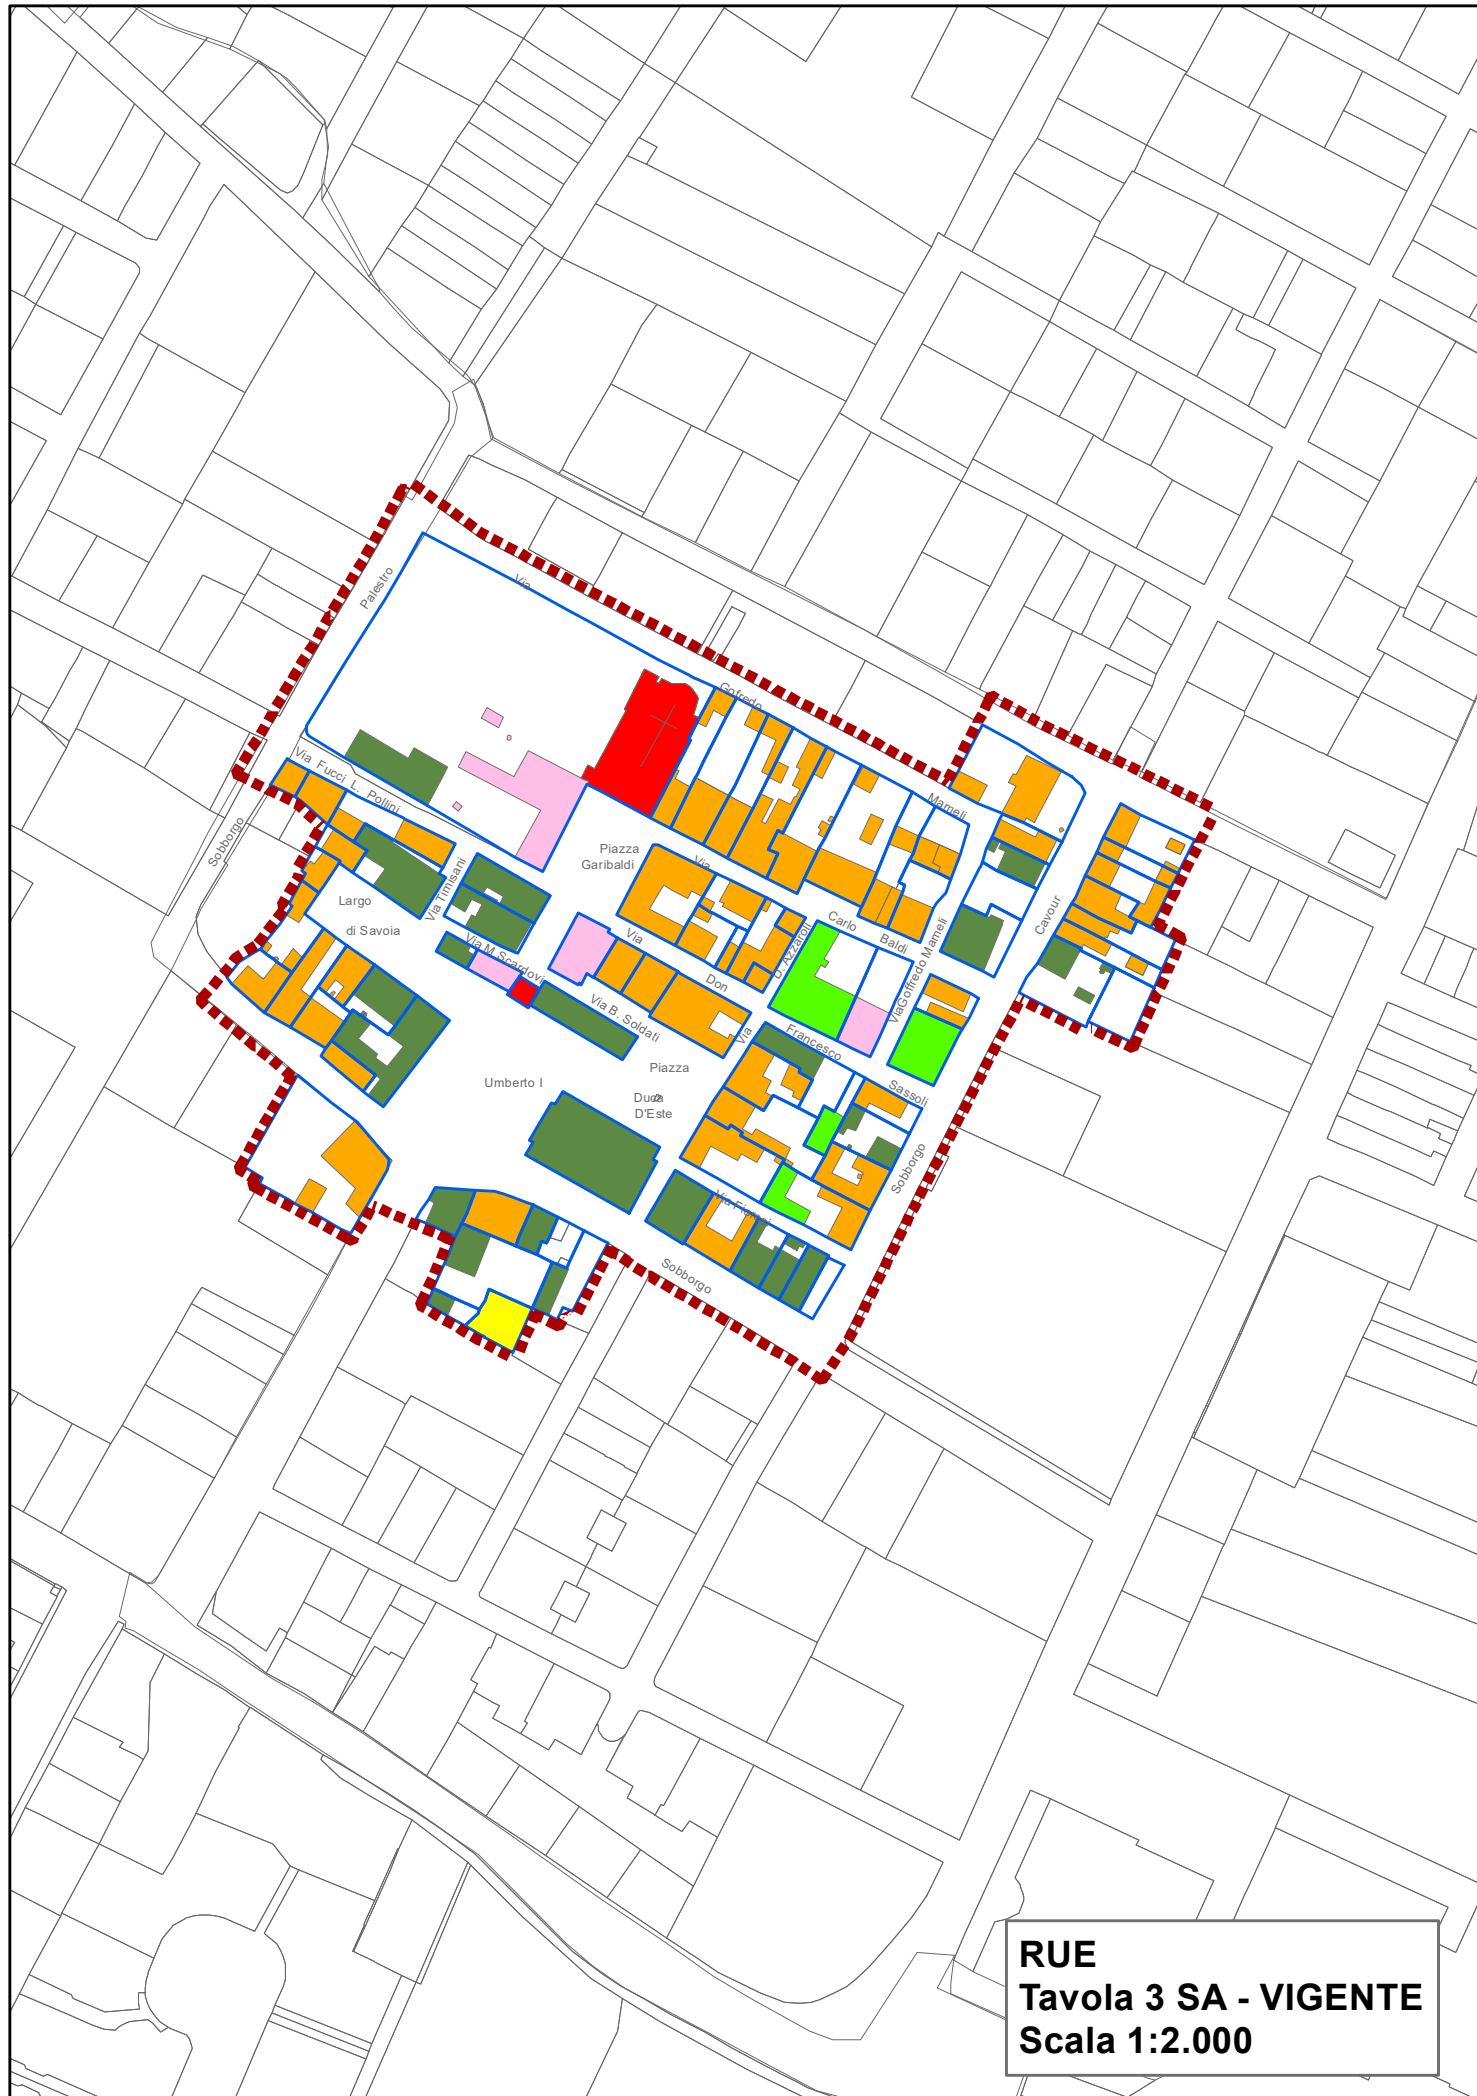 Palestro
Via
Gofredo
Mameli
Via Fucci L. Pollini
Sobborgo
Piazza
Garibaldi
Via
Via Timisani
Largo
di Savoia
Carlo
Baldi
Cavour
ViaGoffredo Mameli
D. Azzaroli
Via
Via M.Scardovi
Don
Via B. Soldati
Via
Francesco
Piazza
Umberto I
Duca
D'Este
Sassoli
Sobborgo
Sobborgo
RUE
Tavola 3 SA - VIGENTE
Scala 1:2.000